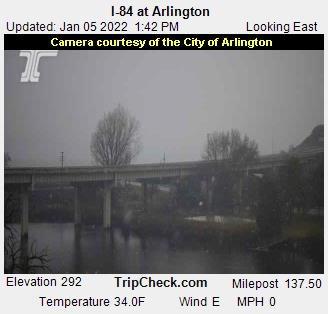 I-84 at Arlington
Updated: Jan 05 2022 1:42 PM Looking East
Camera courtesy of the City of Arlington
Elevation 292 TripCheck.com Milepost 137.50
Temperature 34.0F Wind E MPH 0